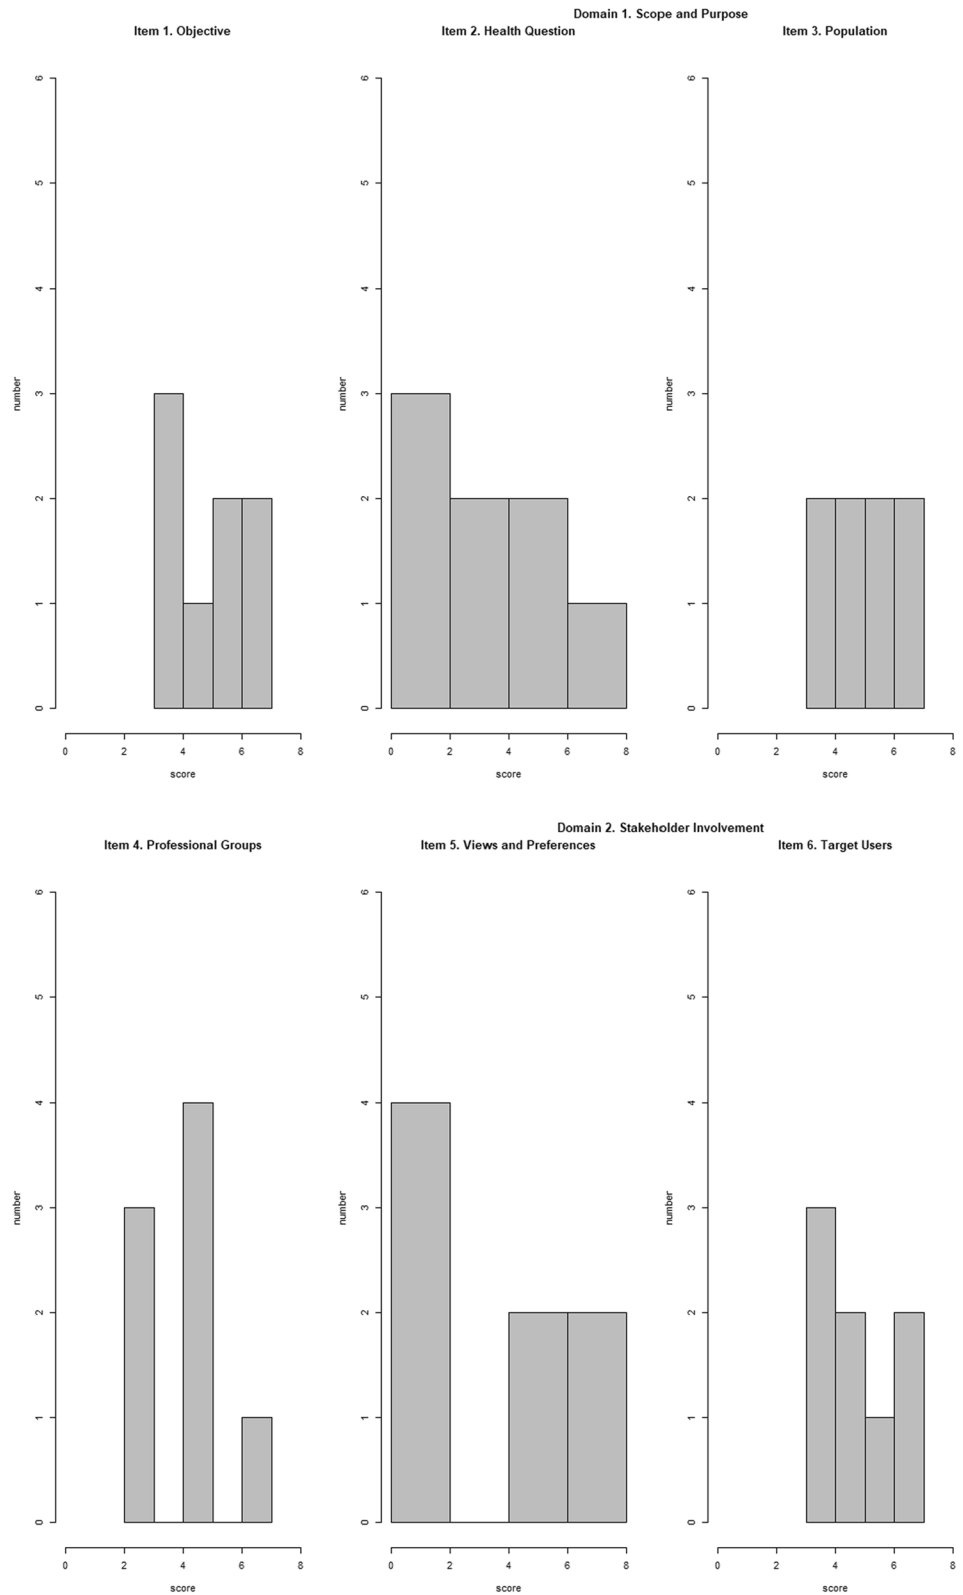 Domain 1. Scope and Purpose
Item 1. Objective
Item 2. Health Question
Item 3. Population
6 6 6
5 5 5
4 4 4
number number number
3 3 3
2 2 2
1 1 1
0 0 0
0 2 4 6 8 0 2 4 6 8 0 2 4 6 8
score score score
Domain 2. Stakeholder Involvement
Item 4. Professional Groups
Item 5. Views and Preferences
Item 6. Target Users
6 6 6
5 5 5
4 4 4
number number number
3 3 3
2 2 2
1 1 1
0 0 0
0 2 4 6 8 0 2 4 6 8 0 2 4 6 8
score score score